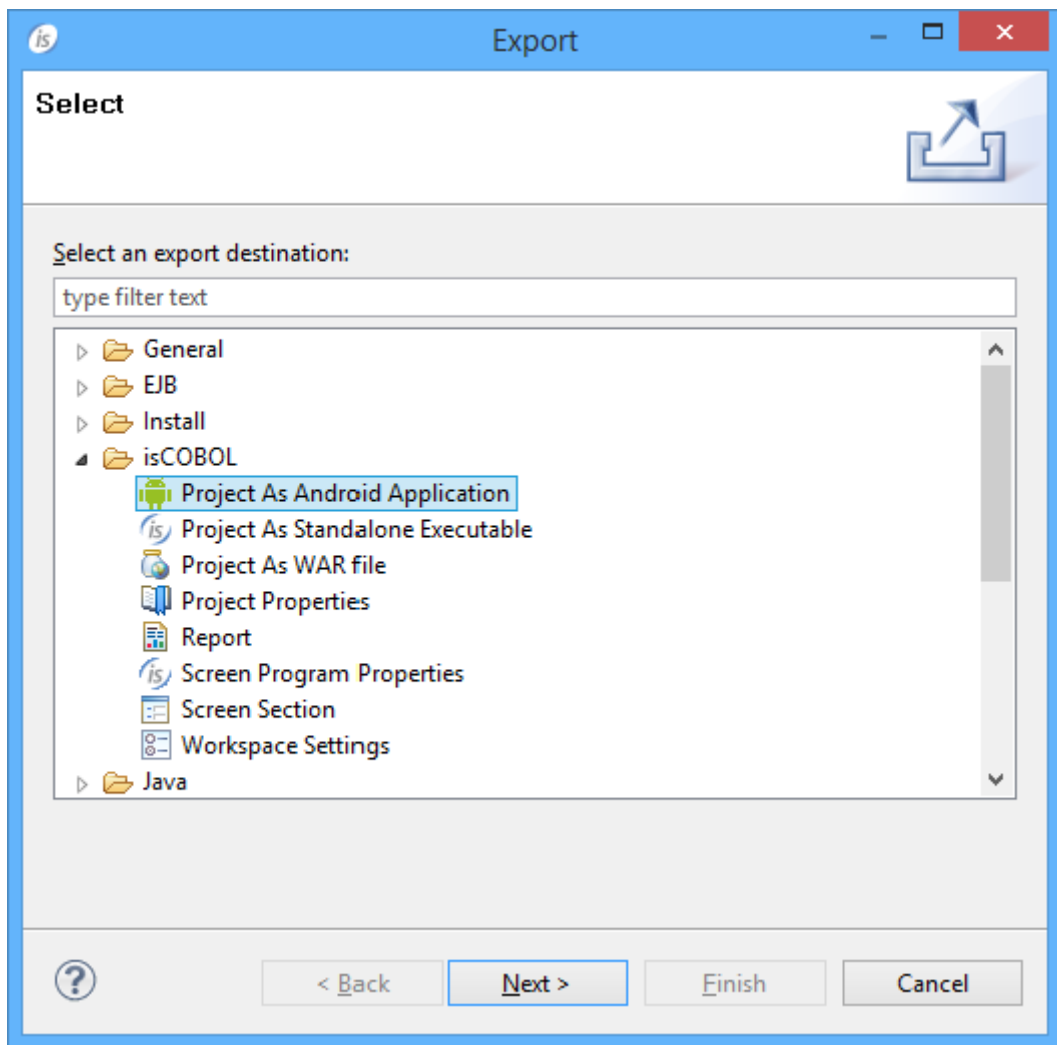 is Export
Select
Select an export destination:
type filter text
General
EJB
Install
isCOBOL
Project As Android Application
is Project As Standalone Executable
Project As WAR file
Project Properties
Report
is Screen Program Properties
Screen Section
Workspace Settings
Java
? < Back Next > Finish Cancel